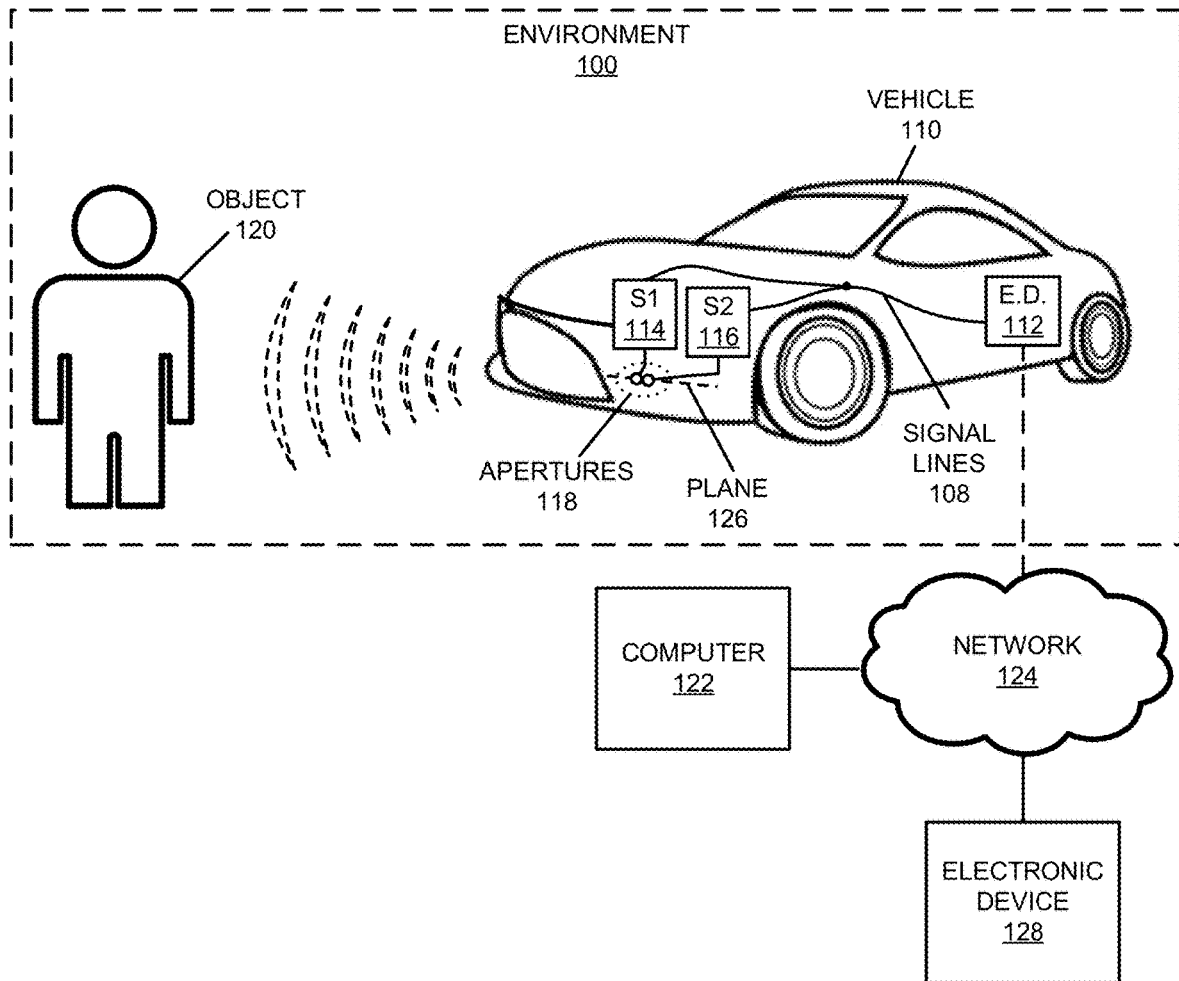 ENVIRONMENT
100
VEHICLE
110
OBJECT
120
S1
114
S2
116
E.D.
112
APERTURES
118
PLANE
126
SIGNAL
LINES
108
COMPUTER
122
NETWORK
124
ELECTRONIC
DEVICE
128